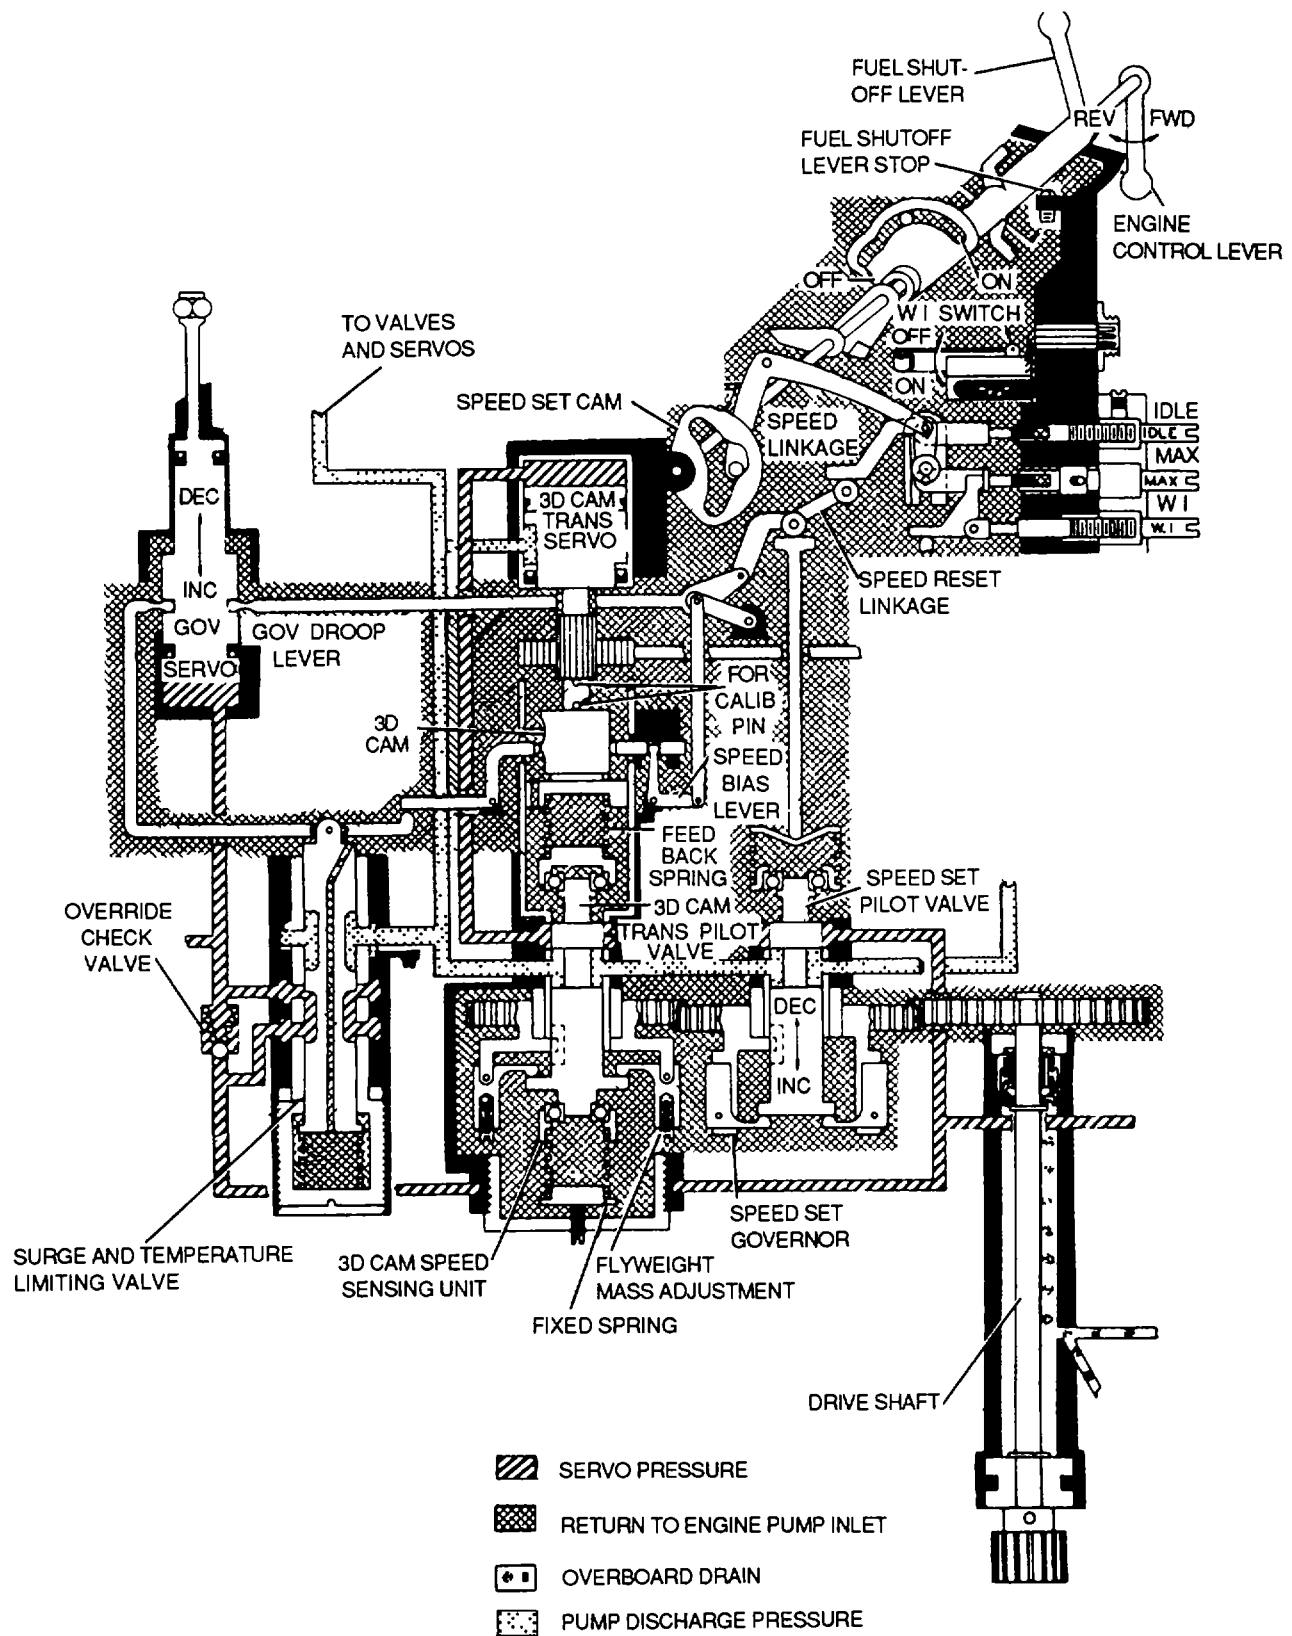 FUEL SHUT-
OFF LEVER
REV
FWD
FUEL SHUTOFF
LEVER STOP
ENGINE
CONTROL LEVER
OFF
ON
W I SWITCH
OFF
ON
TO VALVES
AND SERVOS
SPEED SET CAM
SPEED
LINKAGE
IDLE
IDLE
MAX
MAX
W I
W.I
DEC
INC
GOV
SERVO
3D CAM
TRANS
SERVO
SPEED RESET
LINKAGE
GOV DROOP
LEVER
FOR
CALIB
PIN
3D
CAM
SPEED
BIAS
LEVER
FEED
BACK
SPRING
SPEED SET
PILOT VALVE
3D CAM
TRANS PILOT
VALVE
OVERRIDE
CHECK
VALVE
DEC
INC
SURGE AND TEMPERATURE
LIMITING VALVE
3D CAM SPEED
SENSING UNIT
FLYWEIGHT
MASS ADJUSTMENT
SPEED SET
GOVERNOR
FIXED SPRING
DRIVE SHAFT
SERVO PRESSURE
RETURN TO ENGINE PUMP INLET
OVERBOARD DRAIN
PUMP DISCHARGE PRESSURE